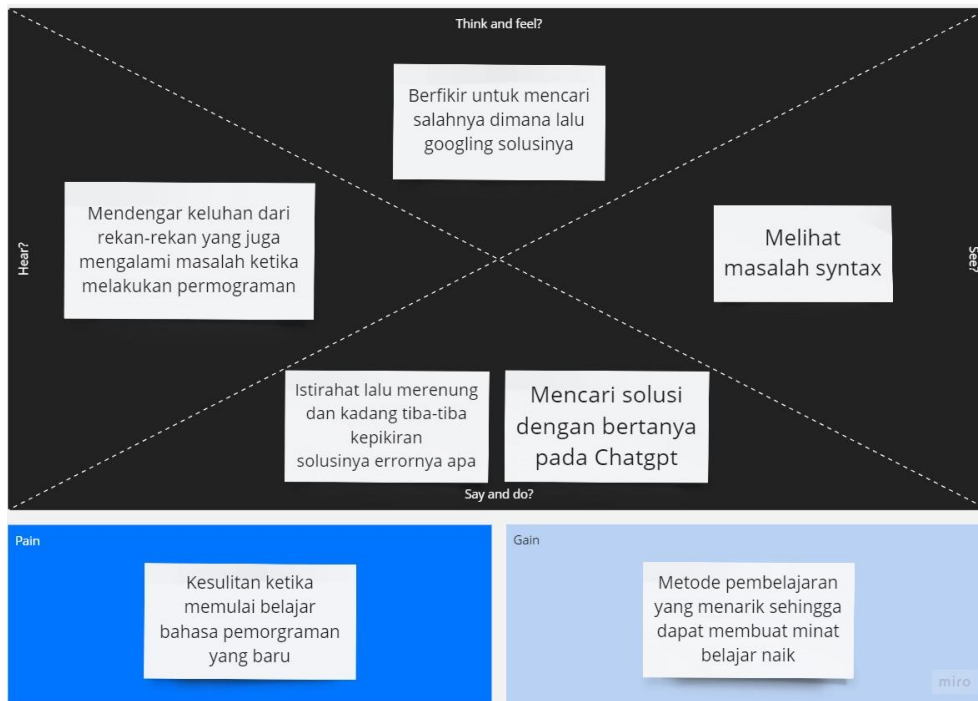 Think and feel?
Berfikir untuk mencari
salahnya dimana lalu
googling solusinya
Hear?
Mendengar keluhan dari
rekan-rekan yang juga
mengalami masalah ketika
melakukan permograman
Melihat
masalah syntax
See?
Istirahat lalu merenung
dan kadang tiba-tiba
kepikiran
solusinya errornya apa
Mencari solusi
dengan bertanya
pada Chatgpt
Say and do?
Pain
Kesulitan ketika
memulai belajar
bahasa pemorgraman
yang baru
Gain
Metode pembelajaran
yang menarik sehingga
dapat membuat minat
belajar naik
miro